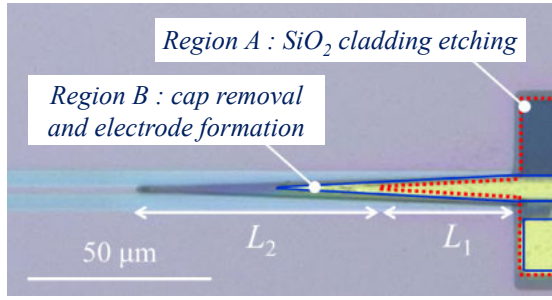 Region A : SiO₂ cladding etching
Region B : cap removal
and electrode formation
L₂
L₁
50 μm